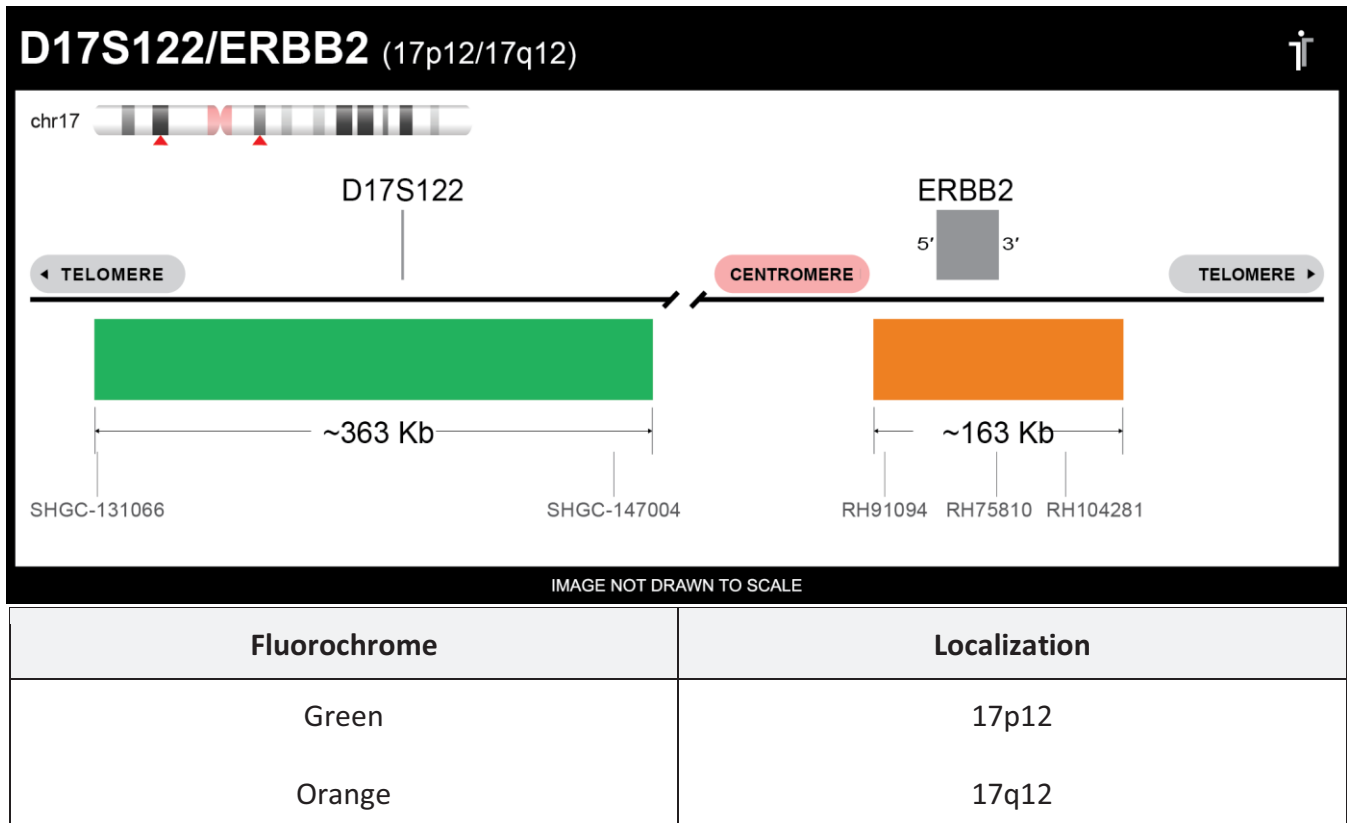 D17S122/ERBB2 (17p12/17q12)
chr17
D17S122
ERBB2
5′ 3′
◄ TELOMERE
CENTROMERE
TELOMERE ►
~363 Kb
~163 Kb
SHGC-131066
SHGC-147004
RH91094 RH75810 RH104281
IMAGE NOT DRAWN TO SCALE
Fluorochrome Localization
Green 17p12
Orange 17q12